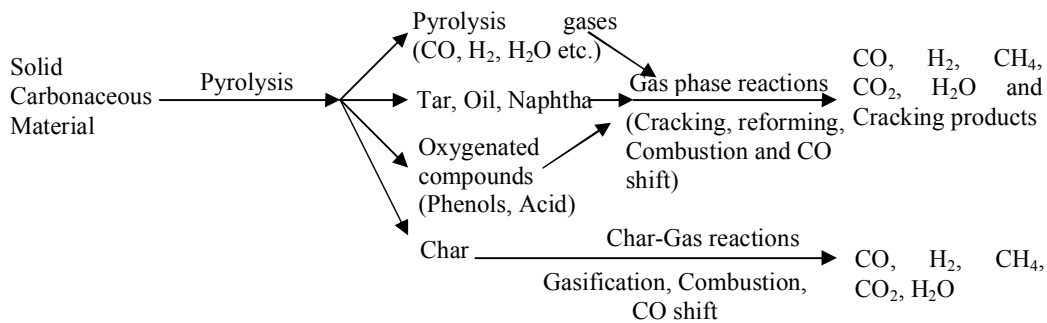 Solid
Carbonaceous
Material
Pyrolysis
Pyrolysis gases
(CO, H₂, H₂O etc.)
Tar, Oil, Naphtha
Oxygenated
compounds
(Phenols, Acid)
Char
Gas phase reactions
(Cracking, reforming,
Combustion and CO
shift)
CO, H₂, CH₄,
CO₂, H₂O and
Cracking products
Char-Gas reactions
Gasification, Combustion,
CO shift
CO, H₂, CH₄,
CO₂, H₂O